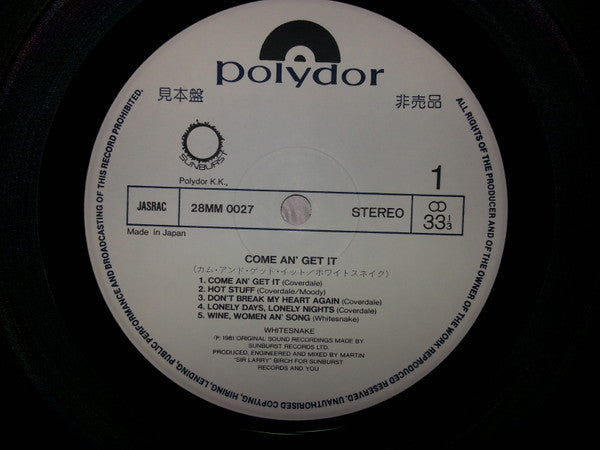 polydor
見本盤
非売品
SUNBURST
Polydor K.K.,
1
JASRAC
28MM 0027
STEREO
33 1/3
Made in Japan
COME AN' GET IT
(カム・アンド・ゲット・イット/ホワイトスネイク)
1. COME AN' GET IT (Coverdale)
2. HOT STUFF (Coverdale/Moody)
3. DON'T BREAK MY HEART AGAIN (Coverdale)
4. LONELY DAYS, LONELY NIGHTS (Coverdale)
5. WINE, WOMEN AN' SONG (Whitesnake)
WHITESNAKE
℗ 1981 ORIGINAL SOUND RECORDINGS MADE BY
SUNBURST RECORDS LTD.
PRODUCED, ENGINEERED AND MIXED BY MARTIN
"SIR LARRY" BIRCH FOR SUNBURST
RECORDS AND YOU
ALL RIGHTS OF THE PRODUCER AND OF THE OWNER OF THE WORK REPRODUCED RESERVED. UNAUTHORISED COPYING, HIRING, LENDING, PUBLIC PERFORMANCE AND BROADCASTING OF THIS RECORD PROHIBITED.